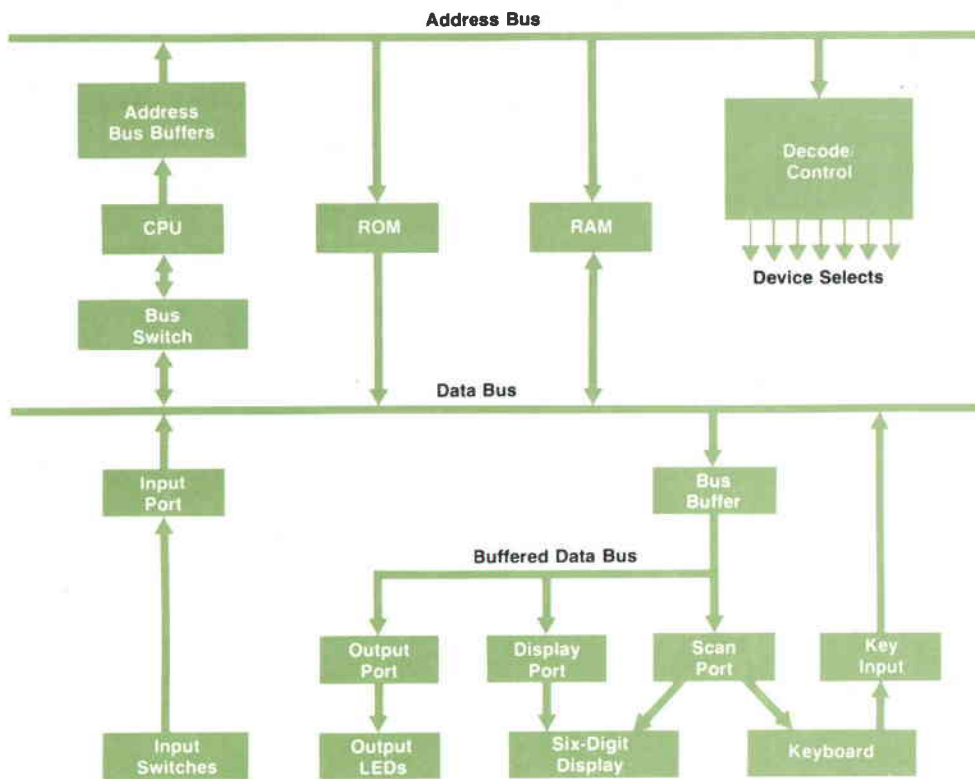 Address Bus
Address
Bus Buffers
Decode/
Control
CPU
ROM
RAM
Device Selects
Bus
Switch
Data Bus
Input
Port
Bus
Buffer
Buffered Data Bus
Output
Port
Display
Port
Scan
Port
Key
Input
Input
Switches
Output
LEDs
Six-Digit
Display
Keyboard